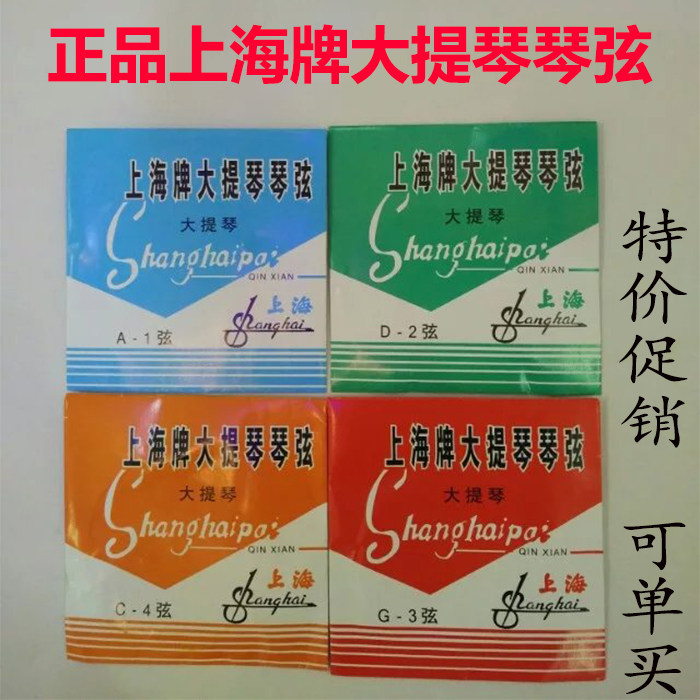 正品上海牌大提琴琴弦
上海牌大提琴琴弦
大提琴
Shanghaipai
QIN XIAN
上海
Shanghai
A-1弦
上海牌大提琴琴弦
大提琴
Shanghaipai
QIN XIAN
上海
Shanghai
D-2弦
上海牌大提琴琴弦
大提琴
Shanghaipai
QIN XIAN
上海
Shanghai
C-4弦
上海牌大提琴琴弦
大提琴
Shanghaipai
QIN XIAN
上海
Shanghai
G-3弦
特价促销 可单买